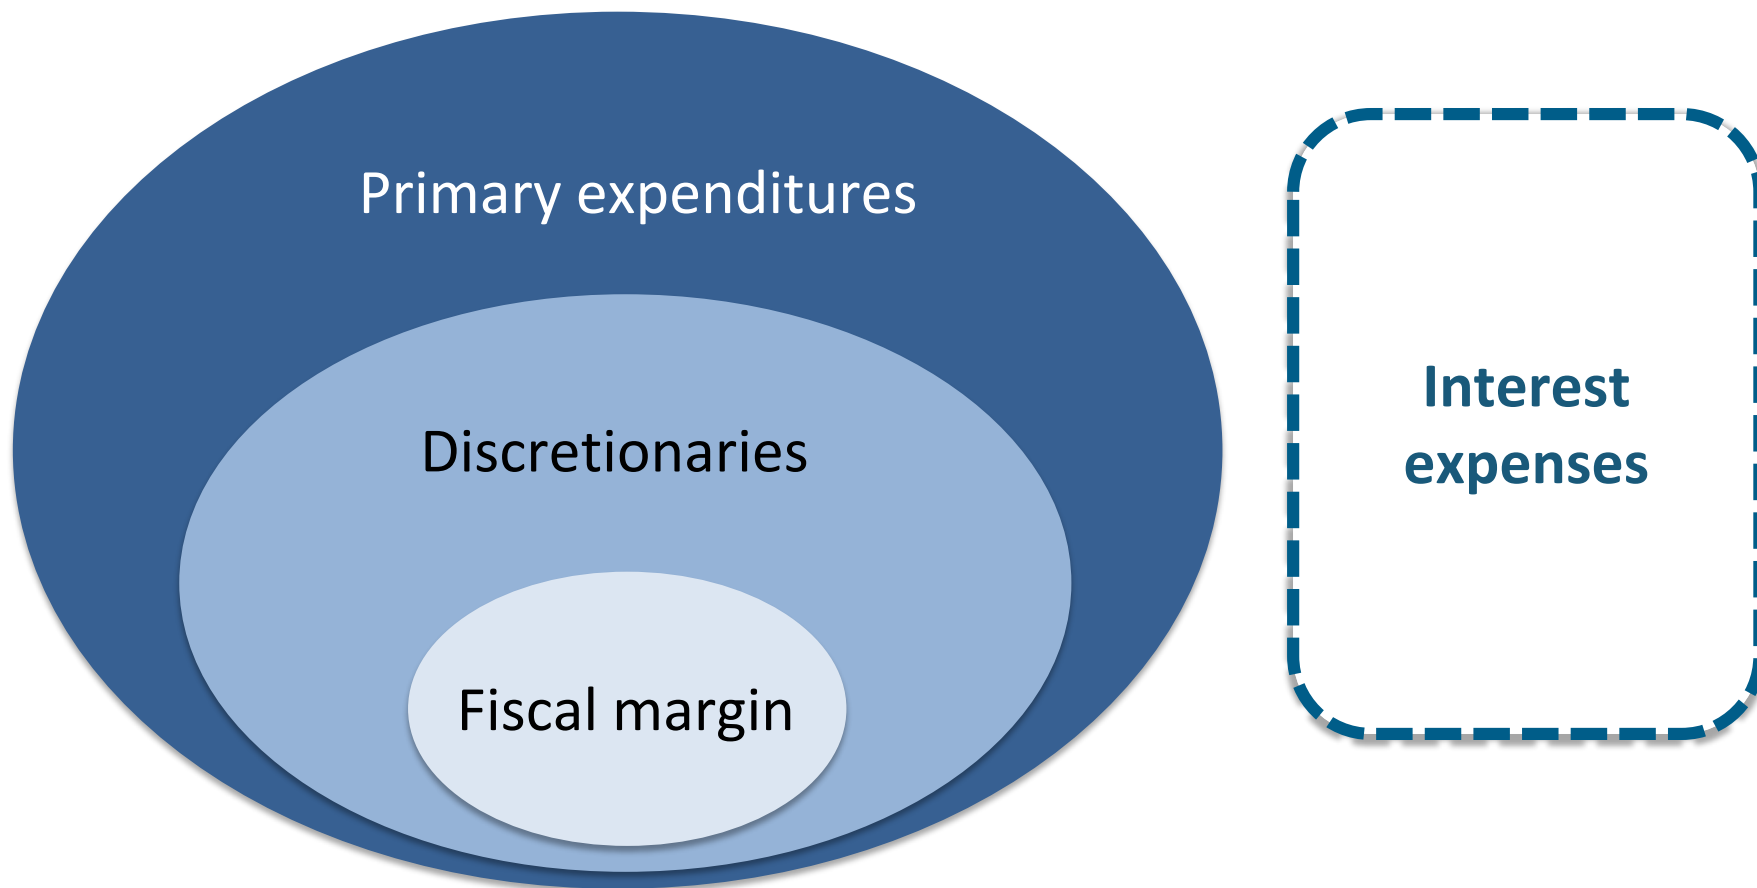 Primary expenditures
Discretionaries
Fiscal margin
Interest
expenses